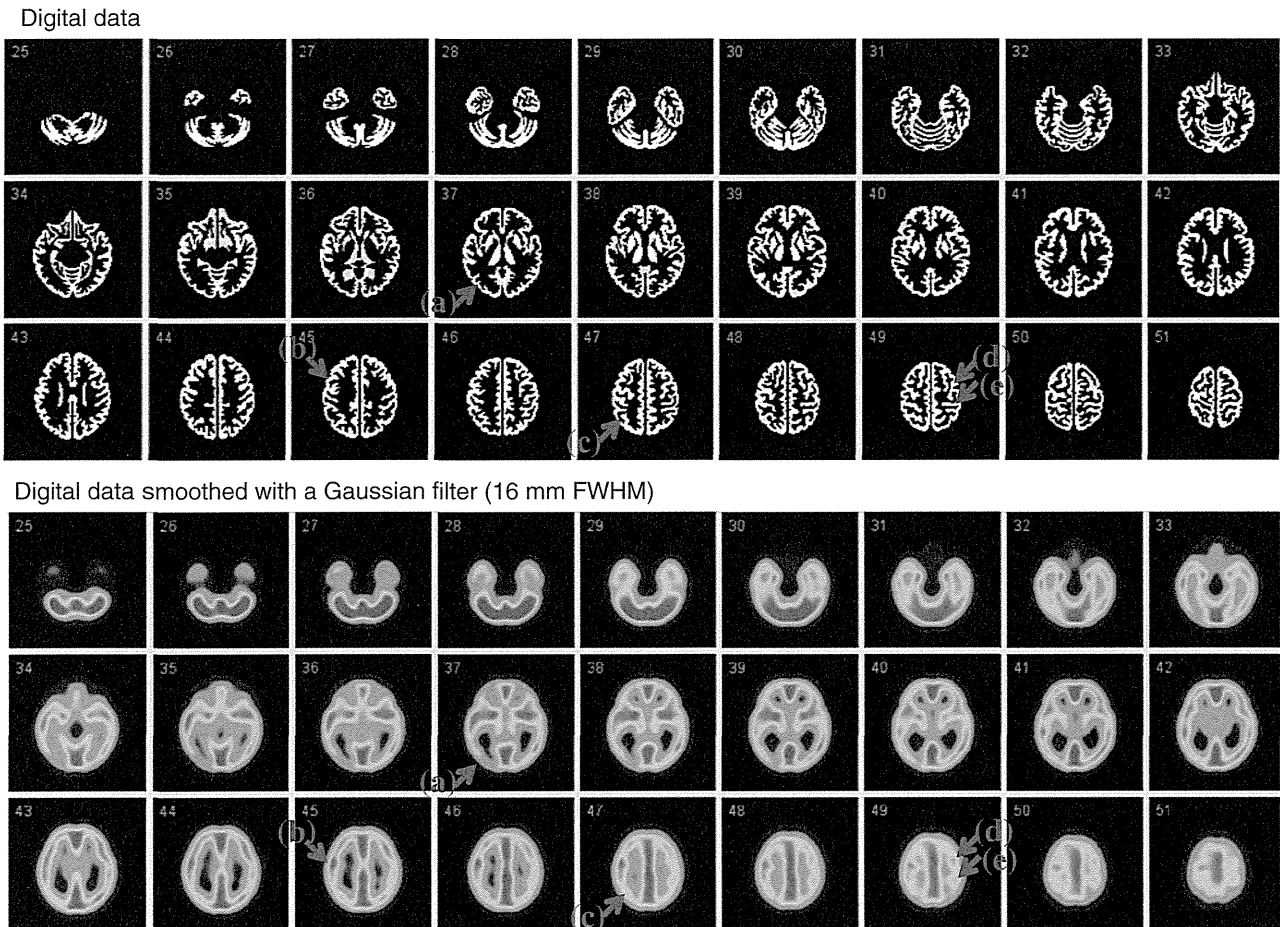 Digital data
25 26 27 28 29 30 31 32 33
34 35 36 37 38 39 40 41 42
(a)
43 44 45 46 47 48 49 50 51
(b) (d)
(e)
(c)
Digital data smoothed with a Gaussian filter (16 mm FWHM)
25 26 27 28 29 30 31 32 33
34 35 36 37 38 39 40 41 42
(a)
43 44 45 46 47 48 49 50 51
(b) (d)
(e)
(c)